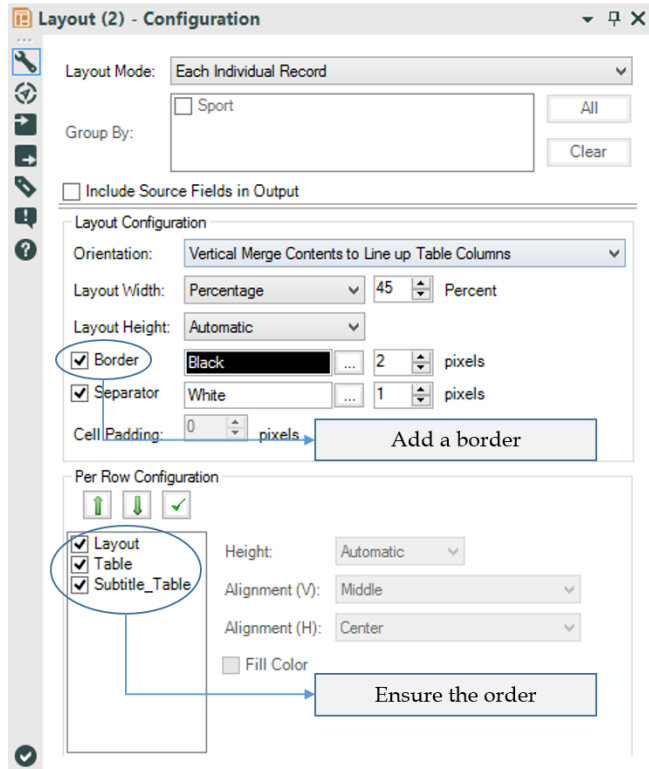 Layout (2) - Configuration
Layout Mode: Each Individual Record
Group By: Sport All
Clear
Include Source Fields in Output
Layout Configuration
Orientation: Vertical Merge Contents to Line up Table Columns
Layout Width: Percentage 45 Percent
Layout Height: Automatic
Border Black ... 2 pixels
Separator White ... 1 pixels
Cell Padding: 0 pixels
Add a border
Per Row Configuration
Layout
Table
Subtitle_Table
Height: Automatic
Alignment (V): Middle
Alignment (H): Center
Fill Color
Ensure the order